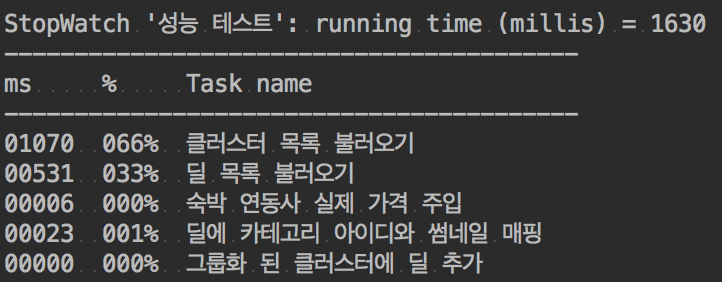 StopWatch '성능 테스트': running time (millis) = 1630
-----------------------------------------
ms     %     Task name
-----------------------------------------
01070  066%  클러스터 목록 불러오기
00531  033%  딜 목록 불러오기
00006  000%  숙박 연동사 실제 가격 주입
00023  001%  딜에 카테고리 아이디와 썸네일 매핑
00000  000%  그룹화 된 클러스터에 딜 추가